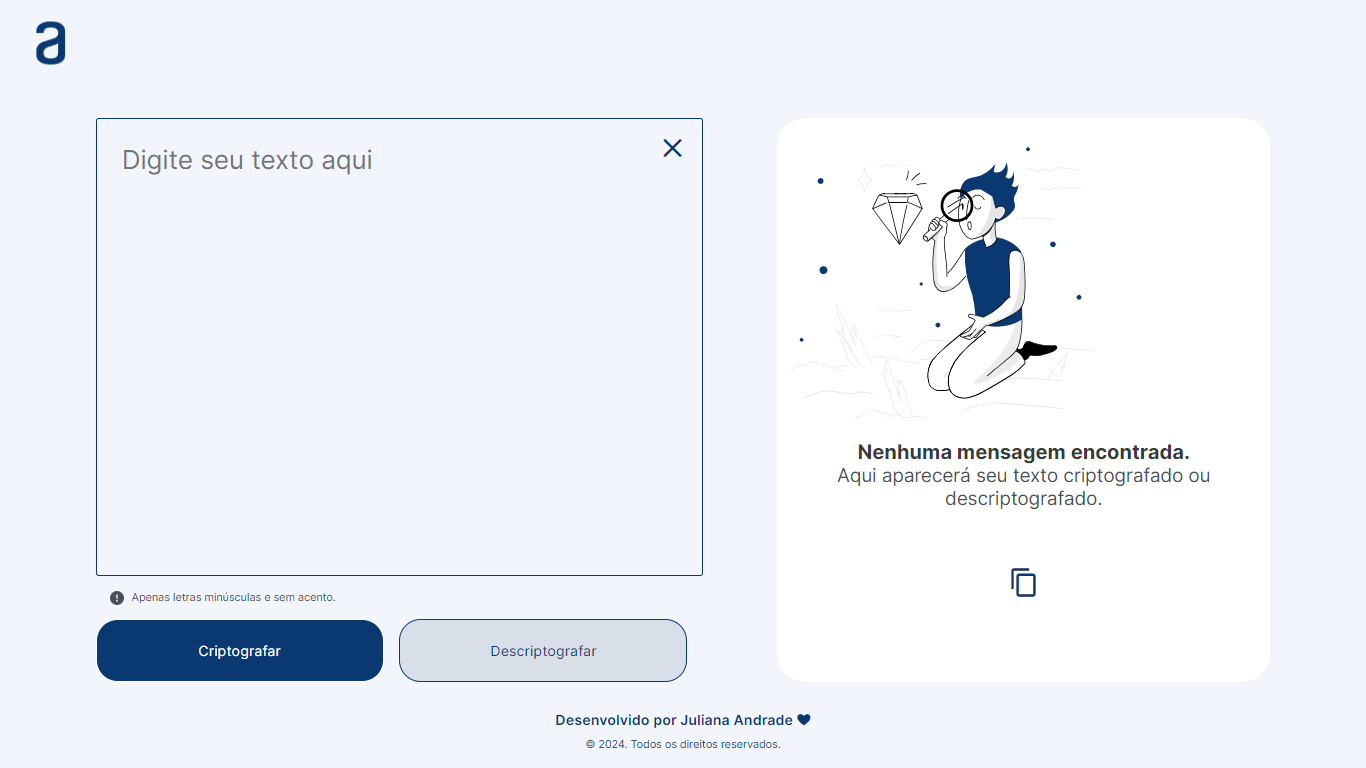 a
Digite seu texto aqui
Nenhuma mensagem encontrada.
Aqui aparecerá seu texto criptografado ou
descriptografado.
Apenas letras minúsculas e sem acento.
Criptografar
Descriptografar
Desenvolvido por Juliana Andrade
© 2024. Todos os direitos reservados.